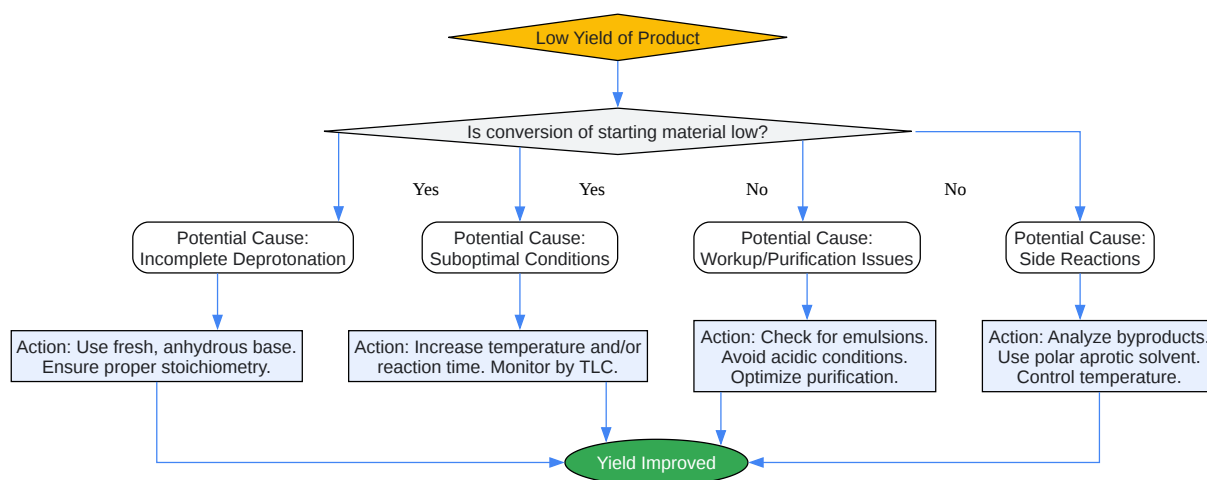 Low Yield of Product
Is conversion of starting material low?
Yes
Yes
No
No
Potential Cause:
Incomplete Deprotonation
Potential Cause:
Suboptimal Conditions
Potential Cause:
Workup/Purification Issues
Potential Cause:
Side Reactions
Action: Use fresh, anhydrous base.
Ensure proper stoichiometry.
Action: Increase temperature and/or
reaction time. Monitor by TLC.
Action: Check for emulsions.
Avoid acidic conditions.
Optimize purification.
Action: Analyze byproducts.
Use polar aprotic solvent.
Control temperature.
Yield Improved